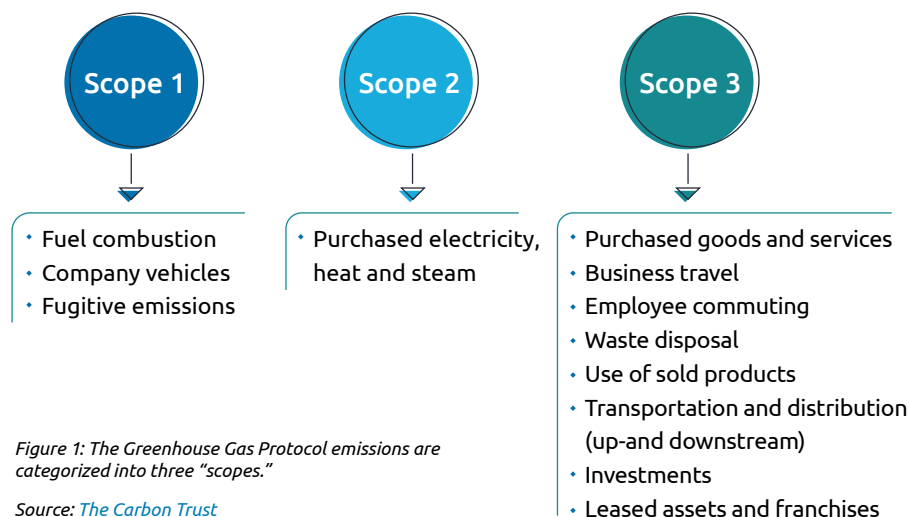 Scope 1
Scope 2
Scope 3
Fuel combustion
Company vehicles
Fugitive emissions
Purchased electricity,
heat and steam
Purchased goods and services
Business travel
Employee commuting
Waste disposal
Use of sold products
Transportation and distribution
(up-and downstream)
Investments
Leased assets and franchises
Figure 1: The Greenhouse Gas Protocol emissions are
categorized into three “scopes.”
Source: The Carbon Trust